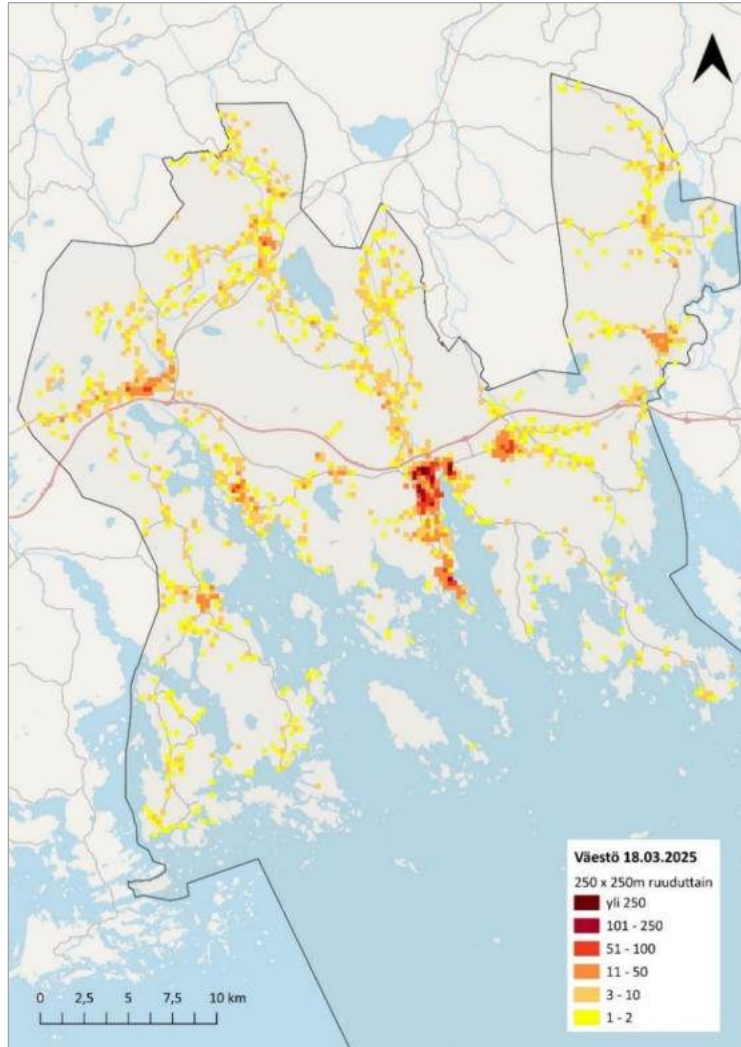 Väestö 18.03.2025
250 x 250m ruuduttain
yli 250
101 - 250
51 - 100
11 - 50
3 - 10
1 - 2
0 2,5 5 7,5 10 km